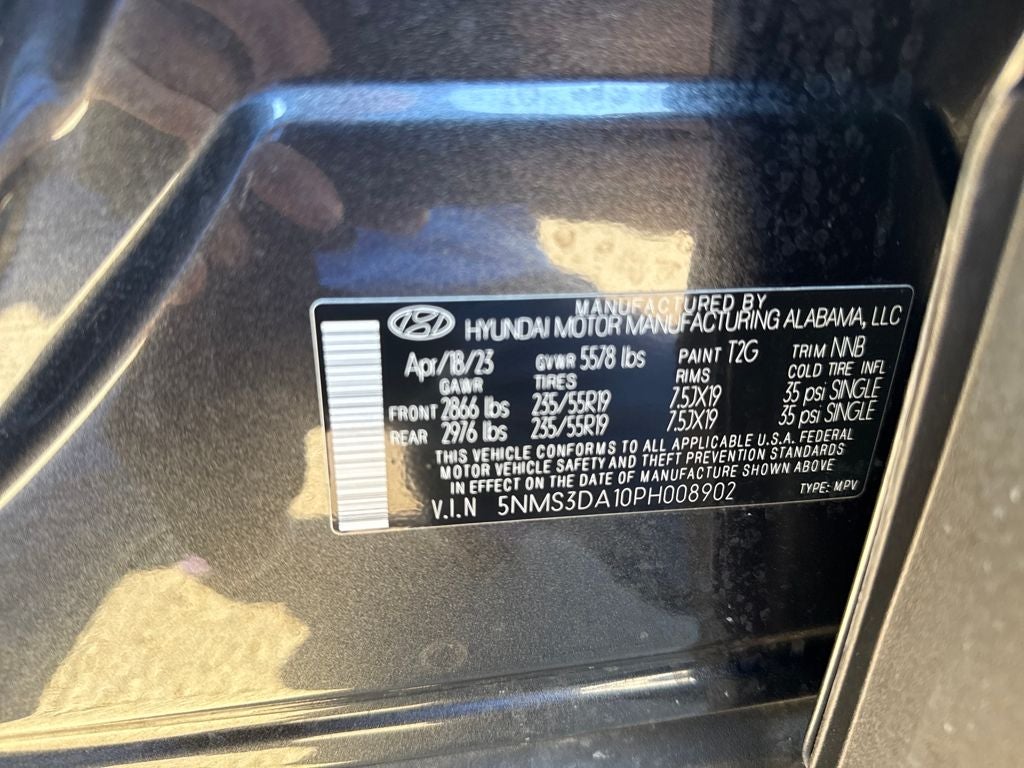 MANUFACTURED BY
HYUNDAI MOTOR MANUFACTURING ALABAMA, LLC
Apr/18/23 GVWR 5578 lbs PAINT T2G TRIM NNB
GAWR TIRES RIMS COLD TIRE INFL
FRONT 2866 lbs 235/55R19 7.5JX19 35 psi SINGLE
REAR 2976 lbs 235/55R19 7.5JX19 35 psi SINGLE
THIS VEHICLE CONFORMS TO ALL APPLICABLE U.S.A. FEDERAL
MOTOR VEHICLE SAFETY AND THEFT PREVENTION STANDARDS
IN EFFECT ON THE DATE OF MANUFACTURE SHOWN ABOVE
V.I.N 5NMS3DA10PH008902 TYPE: MPV